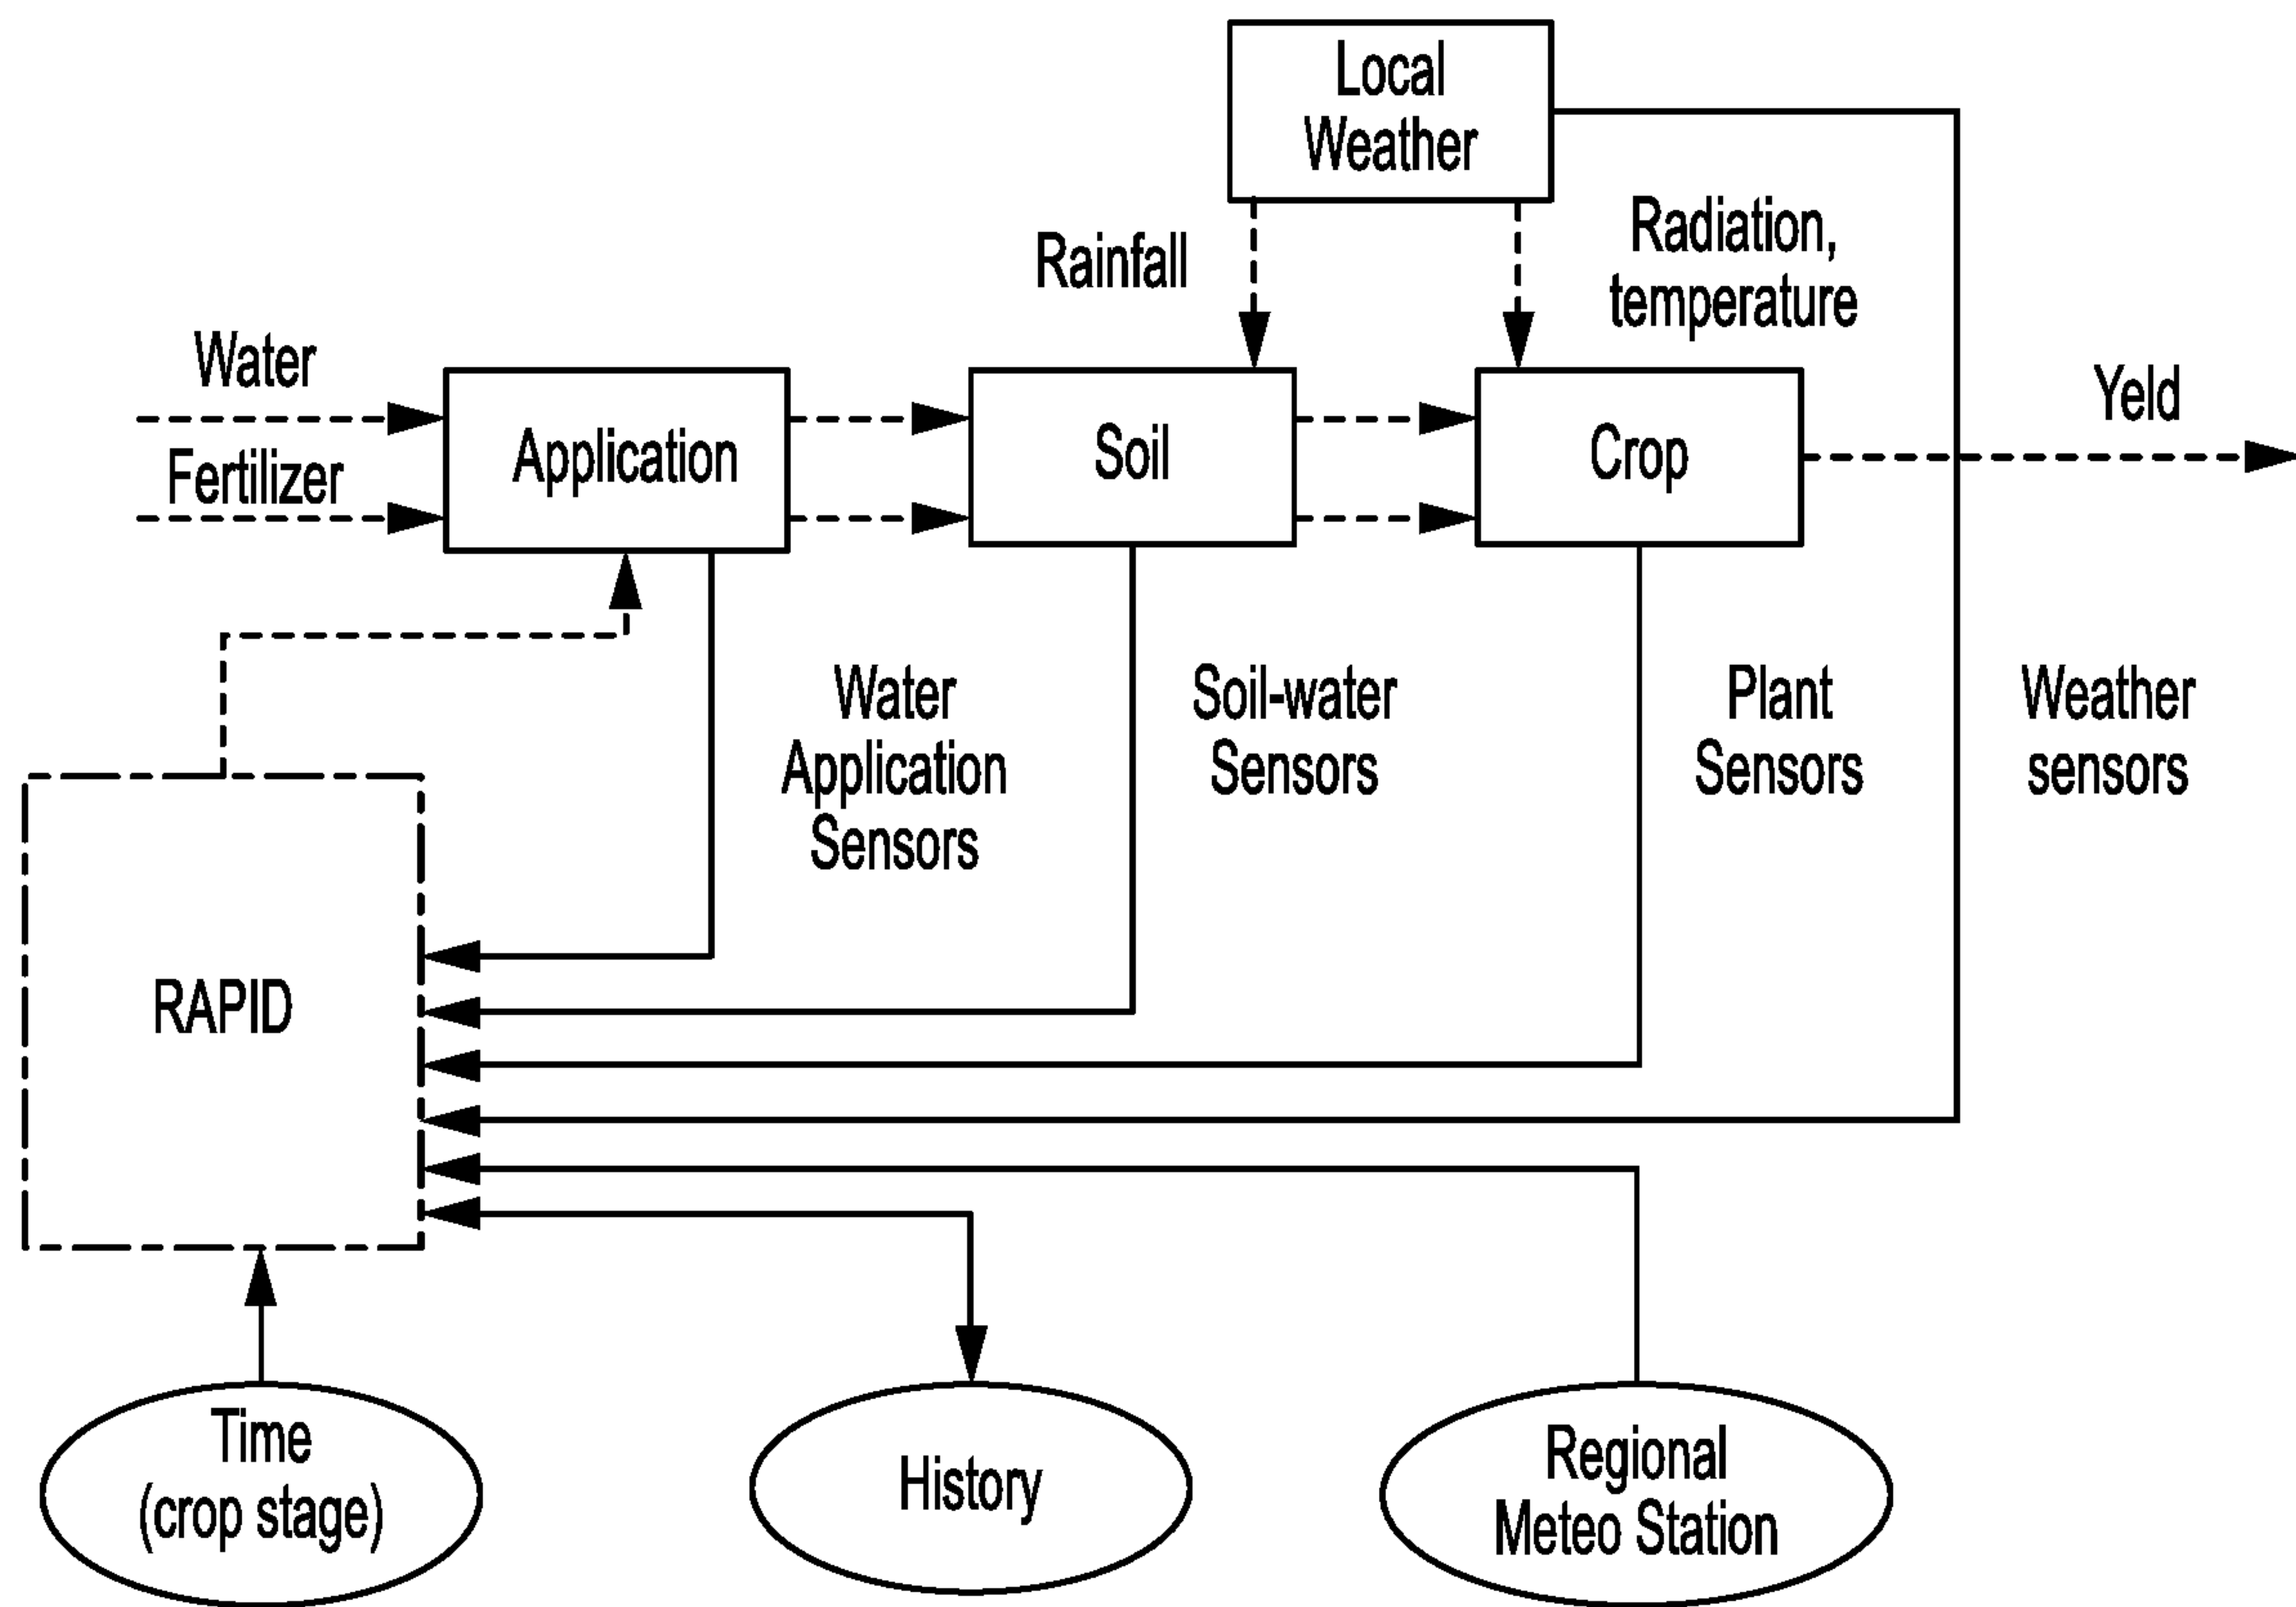 Local
Weather
Rainfall
Radiation,
temperature
Water
Fertilizer
Application
Soil
Crop
Yeld
Water
Application
Sensors
Soil-water
Sensors
Plant
Sensors
Weather
sensors
RAPID
Time
(crop stage)
History
Regional
Meteo Station